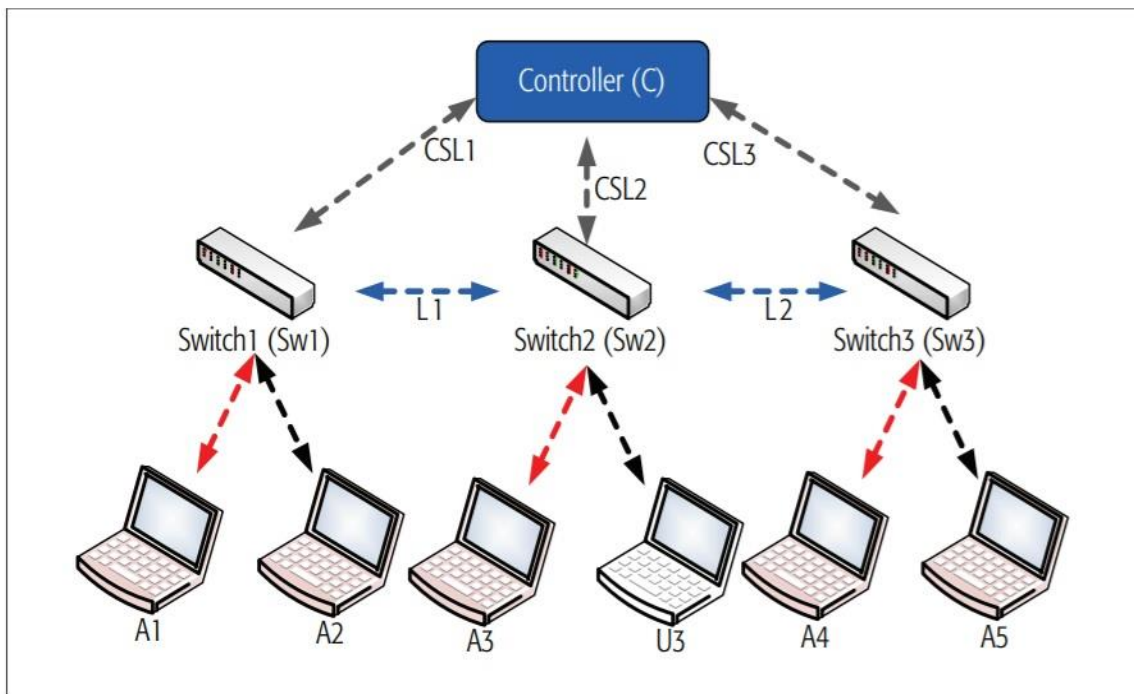 Controller (C)
CSL1
CSL2
CSL3
L1
L2
Switch1 (Sw1)
Switch2 (Sw2)
Switch3 (Sw3)
A1
A2
A3
U3
A4
A5